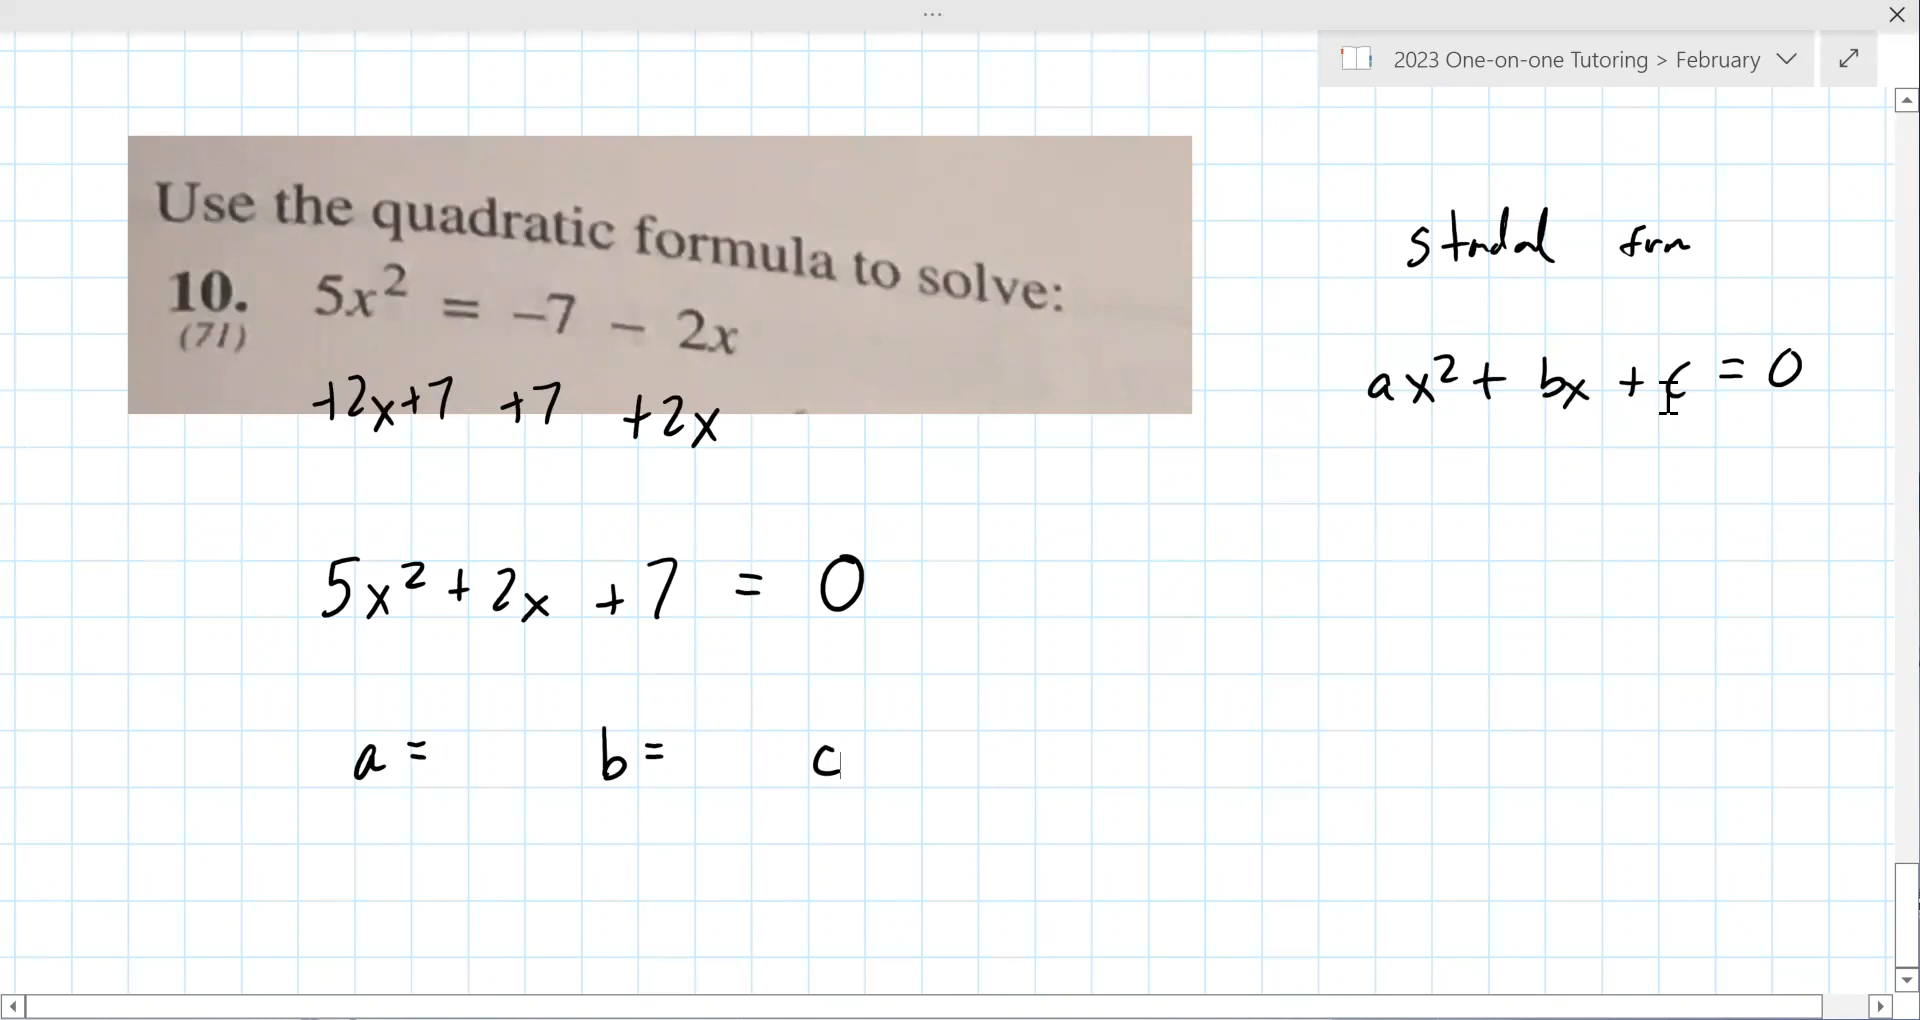 2023 One-on-one Tutoring > February
Use the quadratic formula to solve:
10. 5x² = -7 - 2x
(71)
+2x+7 +7 +2x
5x² + 2x + 7 = 0
a = b = c
ax² + bx + c = 0